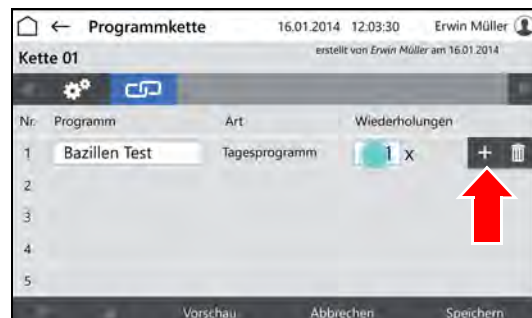 ← Programmkette 16.01.2014 12:03:30 Erwin Müller
Kette 01 erstellt von Erwin Müller am 16.01.2014
Nr. Programm Art Wiederholungen
1 Bazillen Test Tagesprogramm 1 x +
2
3
4
5
Vorschau Abbrechen Speichern